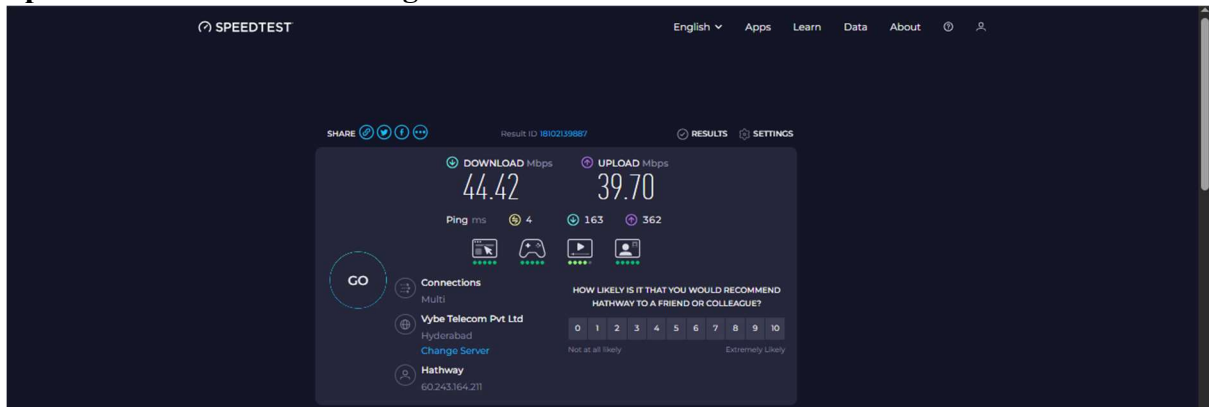 SPEEDTEST English Apps Learn Data About
SHARE Result ID 18102139887 RESULTS SETTINGS
DOWNLOAD Mbps UPLOAD Mbps
44.42 39.70
Ping ms 4 163 362
GO
Connections
Multi
Vybe Telecom Pvt Ltd
Hyderabad
Change Server
Hathway
60.243.164.211
HOW LIKELY IS IT THAT YOU WOULD RECOMMEND
HATHWAY TO A FRIEND OR COLLEAGUE?
0 1 2 3 4 5 6 7 8 9 10
Not at all likely Extremely Likely